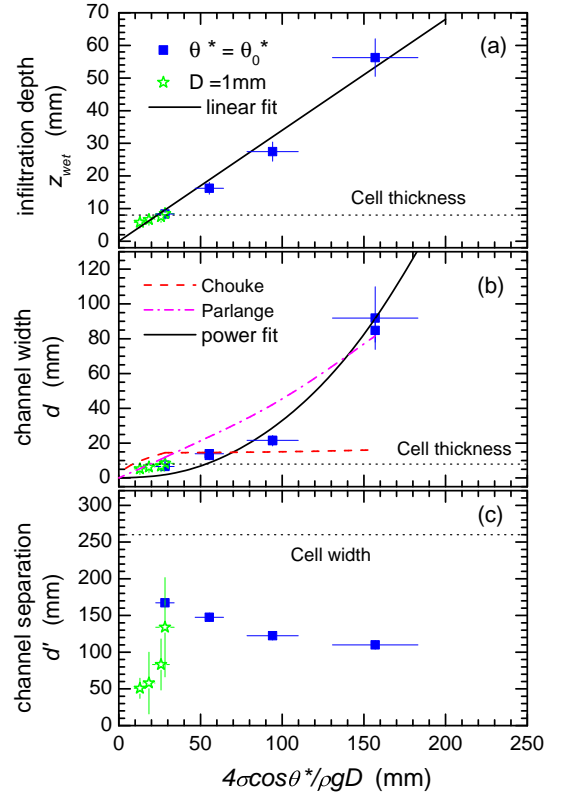 70
60
50
40
30
20
10
0
infiltration depth
z_wet (mm)
(a)
θ * = θ₀*
D =1mm
linear fit
Cell thickness
120
100
80
60
40
20
0
channel width
d (mm)
(b)
Chouke
Parlange
power fit
Cell thickness
300
250
200
150
100
50
0
channel separation
d' (mm)
(c)
Cell width
0 50 100 150 200 250
4σcosθ*/ρgD (mm)